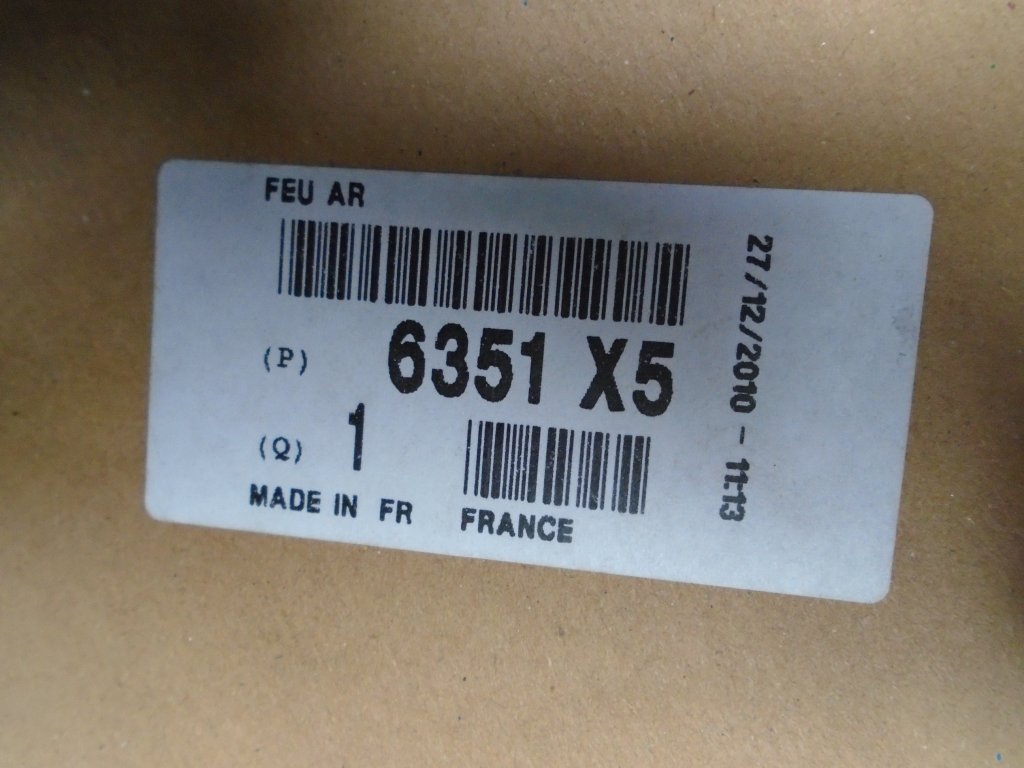 FEU AR
(P) 6351 X5
(Q) 1
MADE IN FR FRANCE
27/12/2010 - 11:13